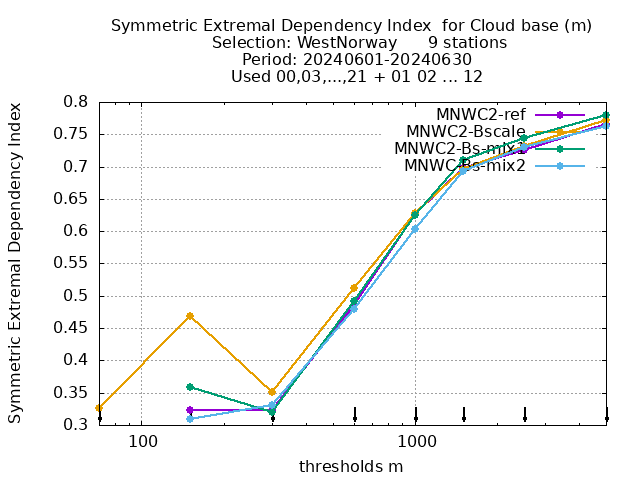 Symmetric Extremal Dependency Index  for Cloud base (m)
Selection: WestNorway      9 stations
Period: 20240601-20240630
Used 00,03,...,21 + 01 02 ... 12
Symmetric Extremal Dependency Index
0.8
0.75
0.7
0.65
0.6
0.55
0.5
0.45
0.4
0.35
0.3
MNWC2-ref
MNWC2-Bscale
MNWC2-Bs-mix1
MNWC-Bs-mix2
100
1000
thresholds m